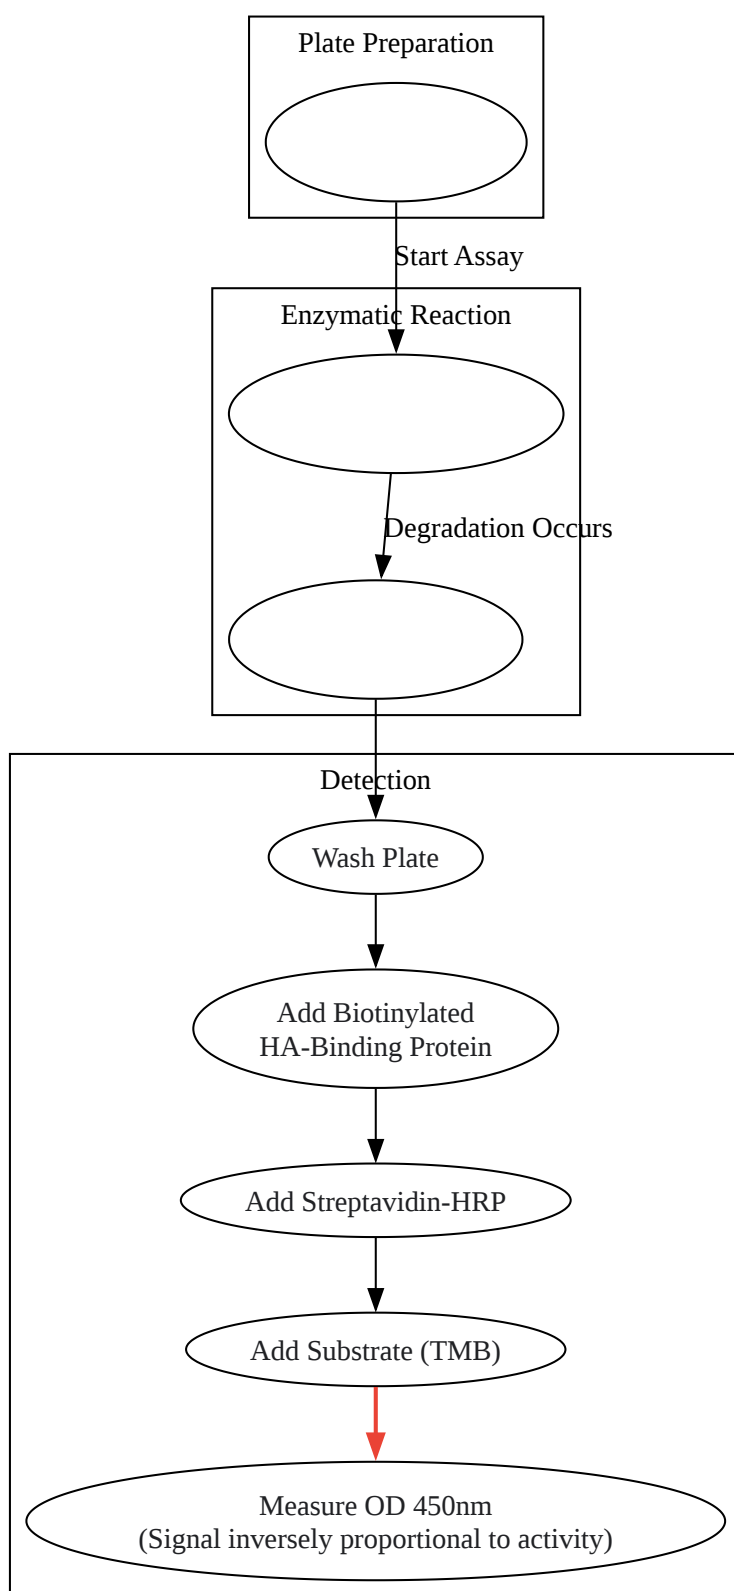 Plate Preparation
Start Assay
Enzymatic Reaction
Degradation Occurs
Detection
Wash Plate
Add Biotinylated
HA-Binding Protein
Add Streptavidin-HRP
Add Substrate (TMB)
Measure OD 450nm
(Signal inversely proportional to activity)